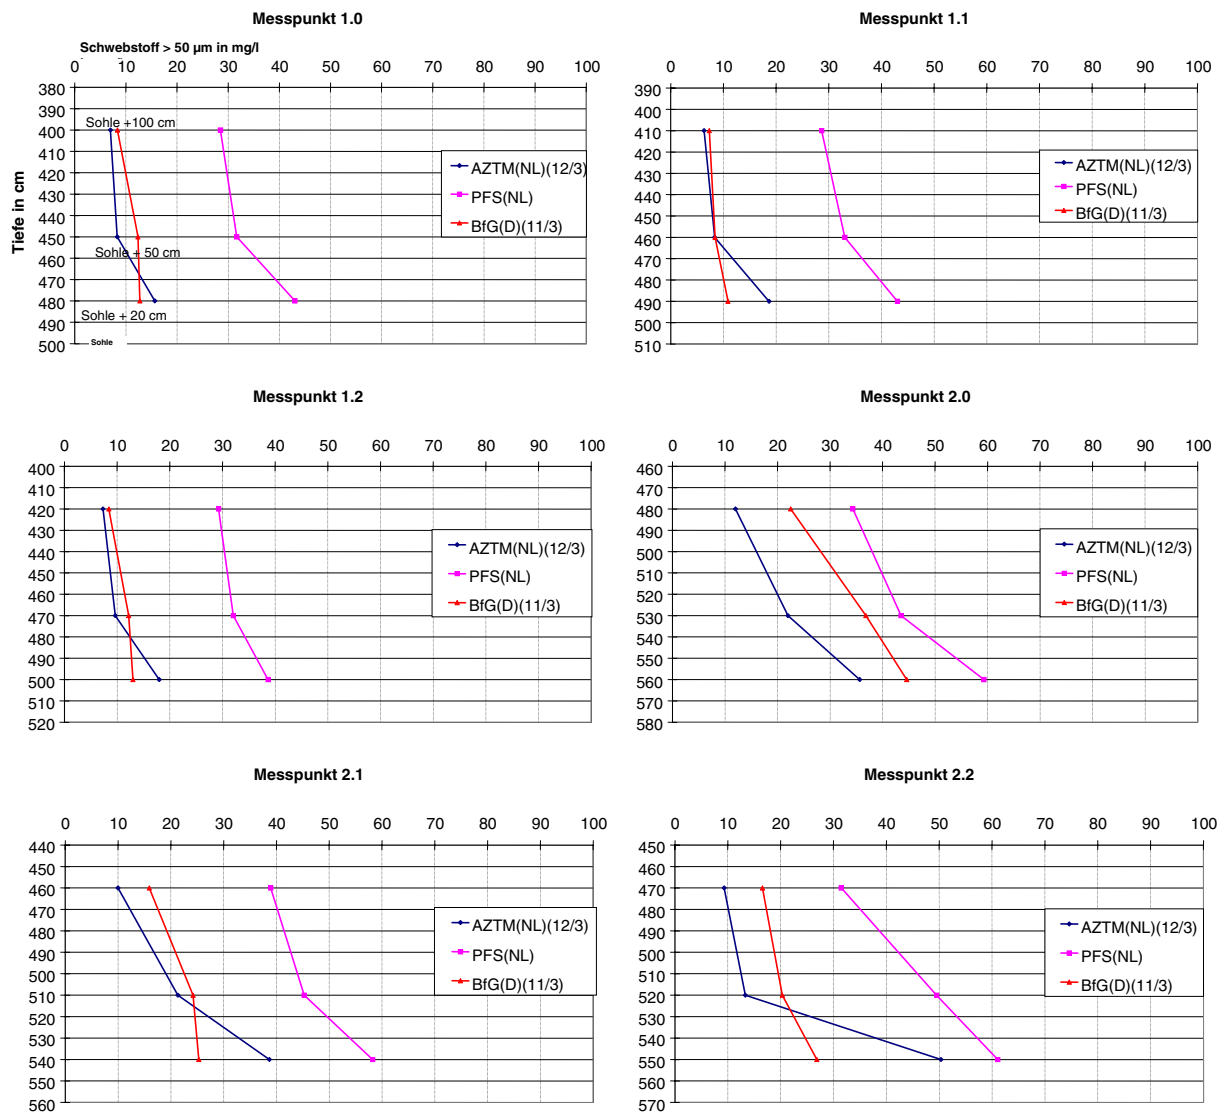 Messpunkt 1.0
Schwebstoff > 50 µm in mg/l
0 10 20 30 40 50 60 70 80 90 100
Tiefe in cm
380
390
400
410
420
430
440
450
460
470
480
490
500
Sohle +100 cm
Sohle + 50 cm
Sohle + 20 cm
Sohle
AZTM(NL)(12/3)
PFS(NL)
BfG(D)(11/3)
Messpunkt 1.1
0 10 20 30 40 50 60 70 80 90 100
390
400
410
420
430
440
450
460
470
480
490
500
510
AZTM(NL)(12/3)
PFS(NL)
BfG(D)(11/3)
Messpunkt 1.2
0 10 20 30 40 50 60 70 80 90 100
400
410
420
430
440
450
460
470
480
490
500
510
520
AZTM(NL)(12/3)
PFS(NL)
BfG(D)(11/3)
Messpunkt 2.0
0 10 20 30 40 50 60 70 80 90 100
460
470
480
490
500
510
520
530
540
550
560
570
580
AZTM(NL)(12/3)
PFS(NL)
BfG(D)(11/3)
Messpunkt 2.1
0 10 20 30 40 50 60 70 80 90 100
440
450
460
470
480
490
500
510
520
530
540
550
560
AZTM(NL)(12/3)
PFS(NL)
BfG(D)(11/3)
Messpunkt 2.2
0 10 20 30 40 50 60 70 80 90 100
450
460
470
480
490
500
510
520
530
540
550
560
570
AZTM(NL)(12/3)
PFS(NL)
BfG(D)(11/3)